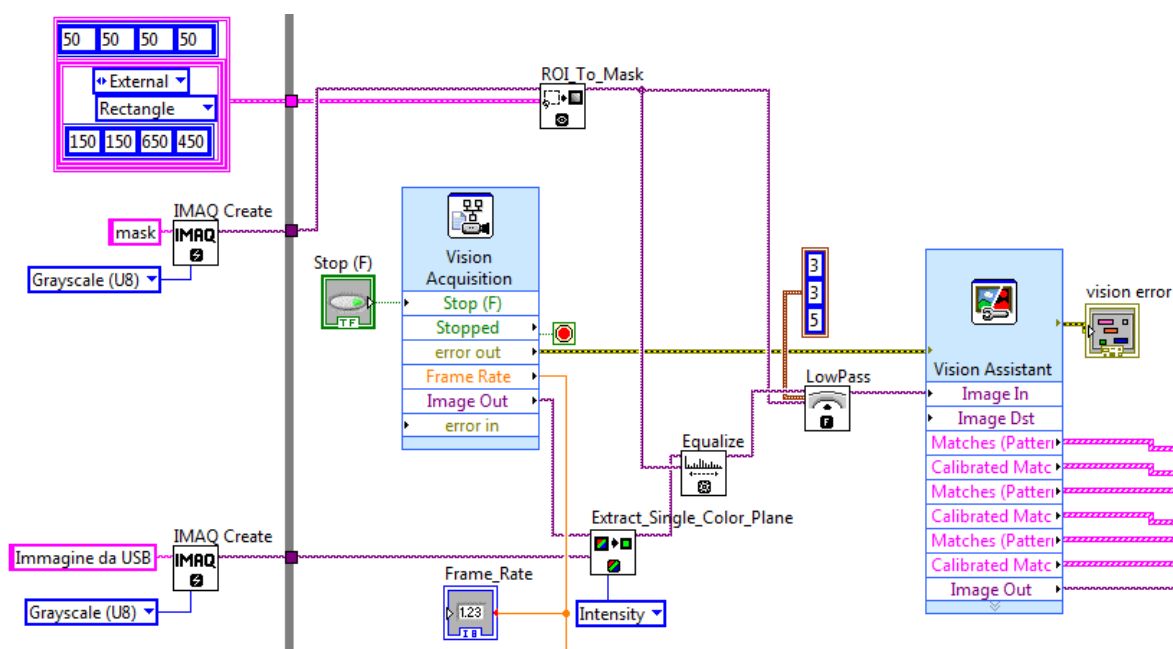 50 50 50 50
External
Rectangle
150 150 650 450
ROI_To_Mask
IMAQ Create
mask
IMAQ
Grayscale (U8)
Stop (F)
TF
Vision
Acquisition
Stop (F)
Stopped
error out
Frame Rate
Image Out
error in
3
3
5
LowPass
Equalize
vision error
Vision Assistant
Image In
Image Dst
Matches (Patter
Calibrated Matc
Matches (Patter
Calibrated Matc
Matches (Patter
Calibrated Matc
Image Out
IMAQ Create
Immagine da USB
IMAQ
Grayscale (U8)
Extract_Single_Color_Plane
Intensity
Frame_Rate
1.23